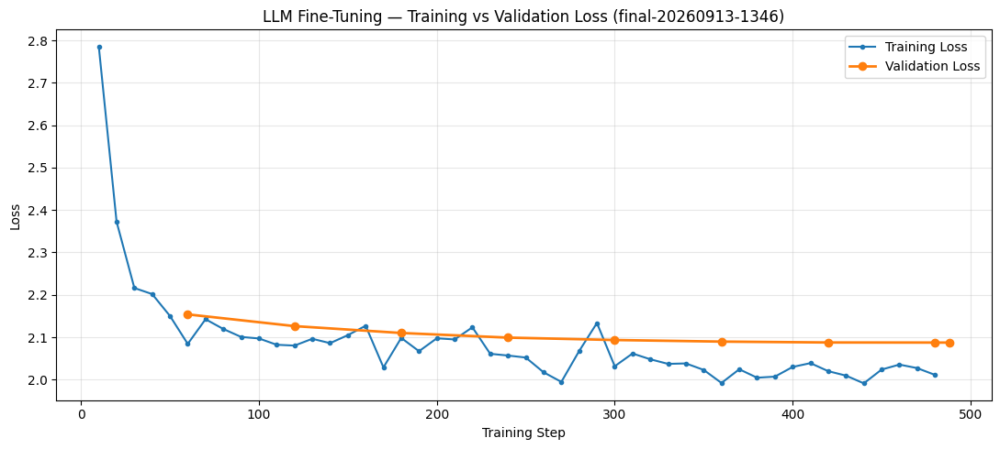 LLM Fine-Tuning — Training vs Validation Loss (final-20260913-1346)
Training Loss
Validation Loss
2.8
2.7
2.6
2.5
2.4
2.3
2.2
2.1
2.0
Loss
0 100 200 300 400 500
Training Step